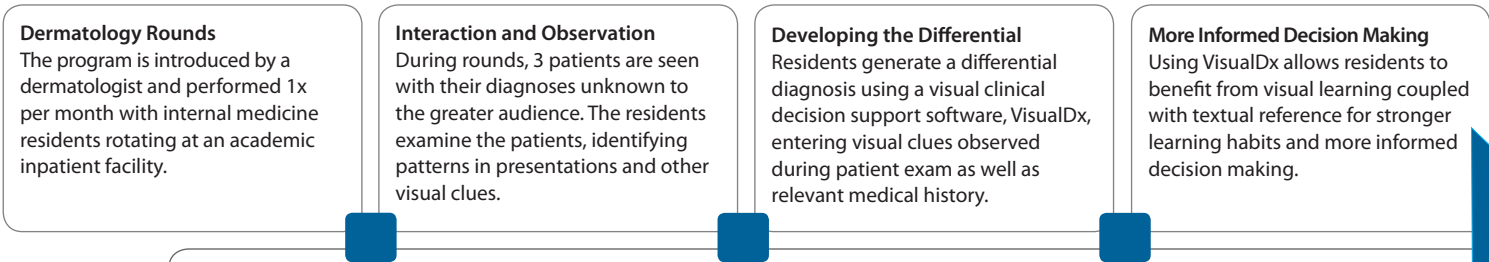 Dermatology Rounds
The program is introduced by a
dermatologist and performed 1x
per month with internal medicine
residents rotating at an academic
inpatient facility.
Interaction and Observation
During rounds, 3 patients are seen
with their diagnoses unknown to
the greater audience. The residents
examine the patients, identifying
patterns in presentations and other
visual clues.
Developing the Differential
Residents generate a differential
diagnosis using a visual clinical
decision support software, VisualDx,
entering visual clues observed
during patient exam as well as
relevant medical history.
More Informed Decision Making
Using VisualDx allows residents to
benefit from visual learning coupled
with textual reference for stronger
learning habits and more informed
decision making.